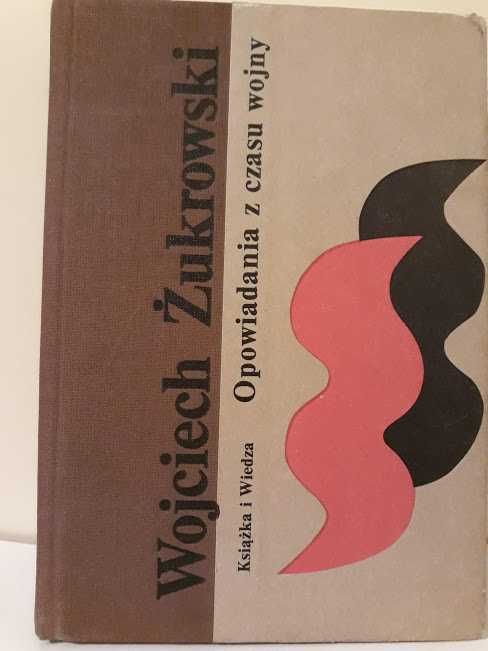 Wojciech Żukrowski
Opowiadania z czasu wojny
Książka i Wiedza